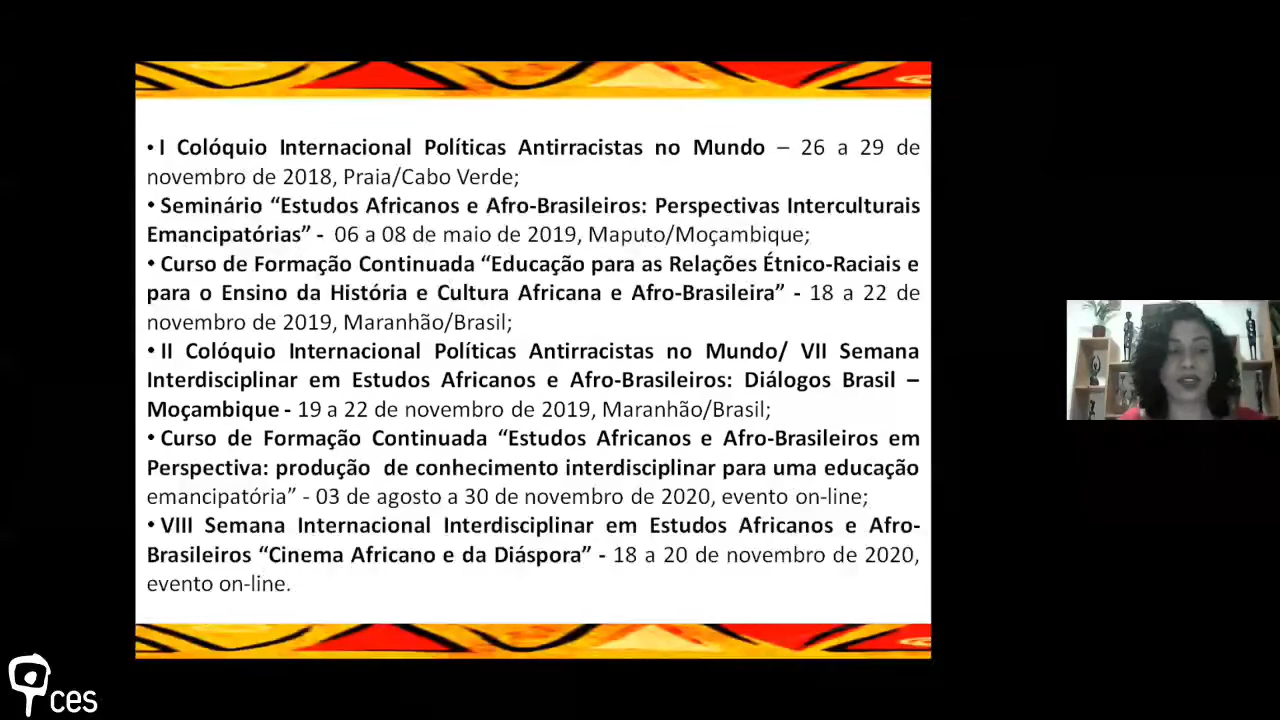 • I Colóquio Internacional Políticas Antirracistas no Mundo – 26 a 29 de
novembro de 2018, Praia/Cabo Verde;
• Seminário “Estudos Africanos e Afro-Brasileiros: Perspectivas Interculturais
Emancipatórias” - 06 a 08 de maio de 2019, Maputo/Moçambique;
• Curso de Formação Continuada “Educação para as Relações Étnico-Raciais e
para o Ensino da História e Cultura Africana e Afro-Brasileira” - 18 a 22 de
novembro de 2019, Maranhão/Brasil;
• II Colóquio Internacional Políticas Antirracistas no Mundo/ VII Semana
Interdisciplinar em Estudos Africanos e Afro-Brasileiros: Diálogos Brasil –
Moçambique - 19 a 22 de novembro de 2019, Maranhão/Brasil;
• Curso de Formação Continuada “Estudos Africanos e Afro-Brasileiros em
Perspectiva: produção de conhecimento interdisciplinar para uma educação
emancipatória” - 03 de agosto a 30 de novembro de 2020, evento on-line;
• VIII Semana Internacional Interdisciplinar em Estudos Africanos e Afro-
Brasileiros “Cinema Africano e da Diáspora” - 18 a 20 de novembro de 2020,
evento on-line.
ces